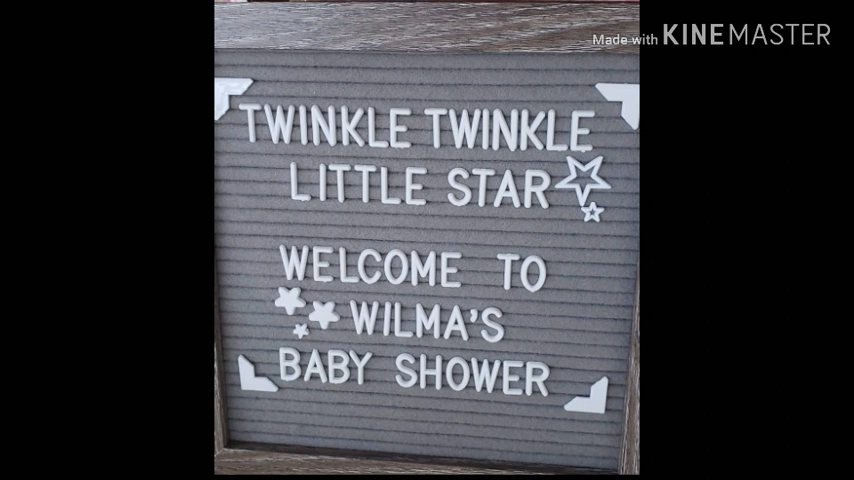 Made with KINEMASTER
TWINKLE TWINKLE
LITTLE STAR
WELCOME TO
WILMA'S
BABY SHOWER